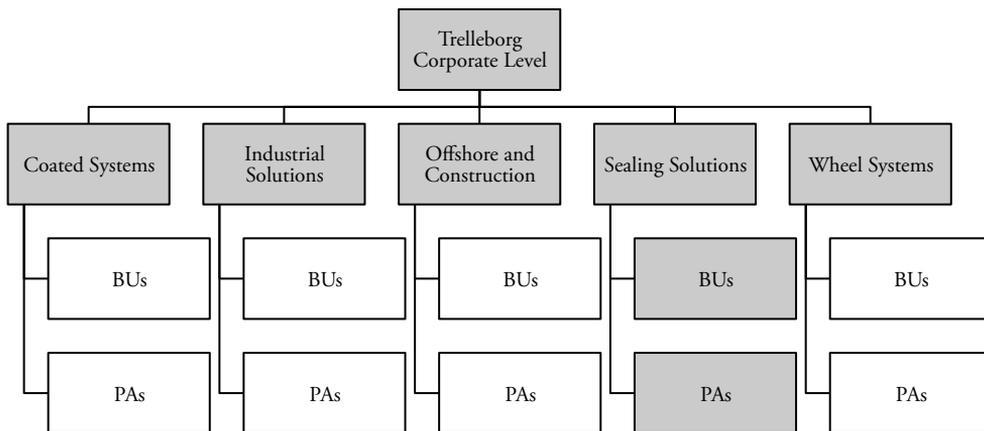 Trelleborg
Corporate Level
Coated Systems
Industrial
Solutions
Offshore and
Construction
Sealing Solutions
Wheel Systems
BUs
BUs
BUs
BUs
BUs
PAs
PAs
PAs
PAs
PAs